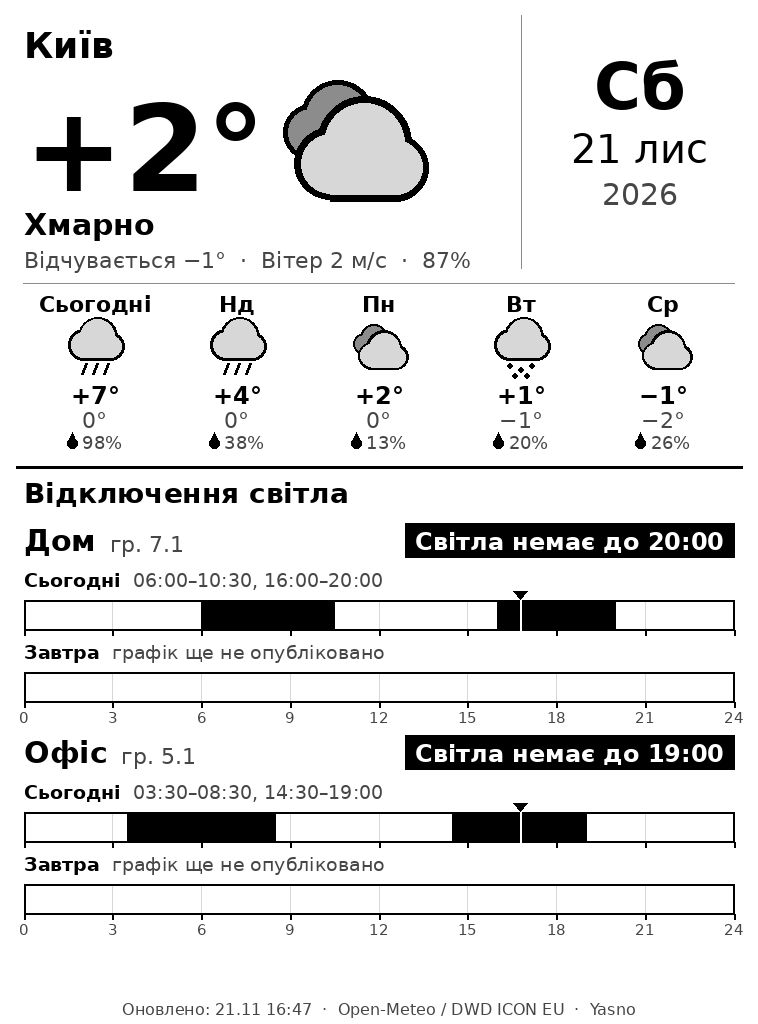 Київ
+2°
Хмарно
Відчувається −1° · Вітер 2 м/с · 87%
Сб
21 лис
2026
Сьогодні Нд Пн Вт Ср
+7° +4° +2° +1° −1°
0° 0° 0° −1° −2°
98% 38% 13% 20% 26%
Відключення світла
Дом гр. 7.1 Світла немає до 20:00
Сьогодні 06:00–10:30, 16:00–20:00
Завтра графік ще не опубліковано
0 3 6 9 12 15 18 21 24
Офіс гр. 5.1 Світла немає до 19:00
Сьогодні 03:30–08:30, 14:30–19:00
Завтра графік ще не опубліковано
0 3 6 9 12 15 18 21 24
Оновлено: 21.11 16:47 · Open-Meteo / DWD ICON EU · Yasno